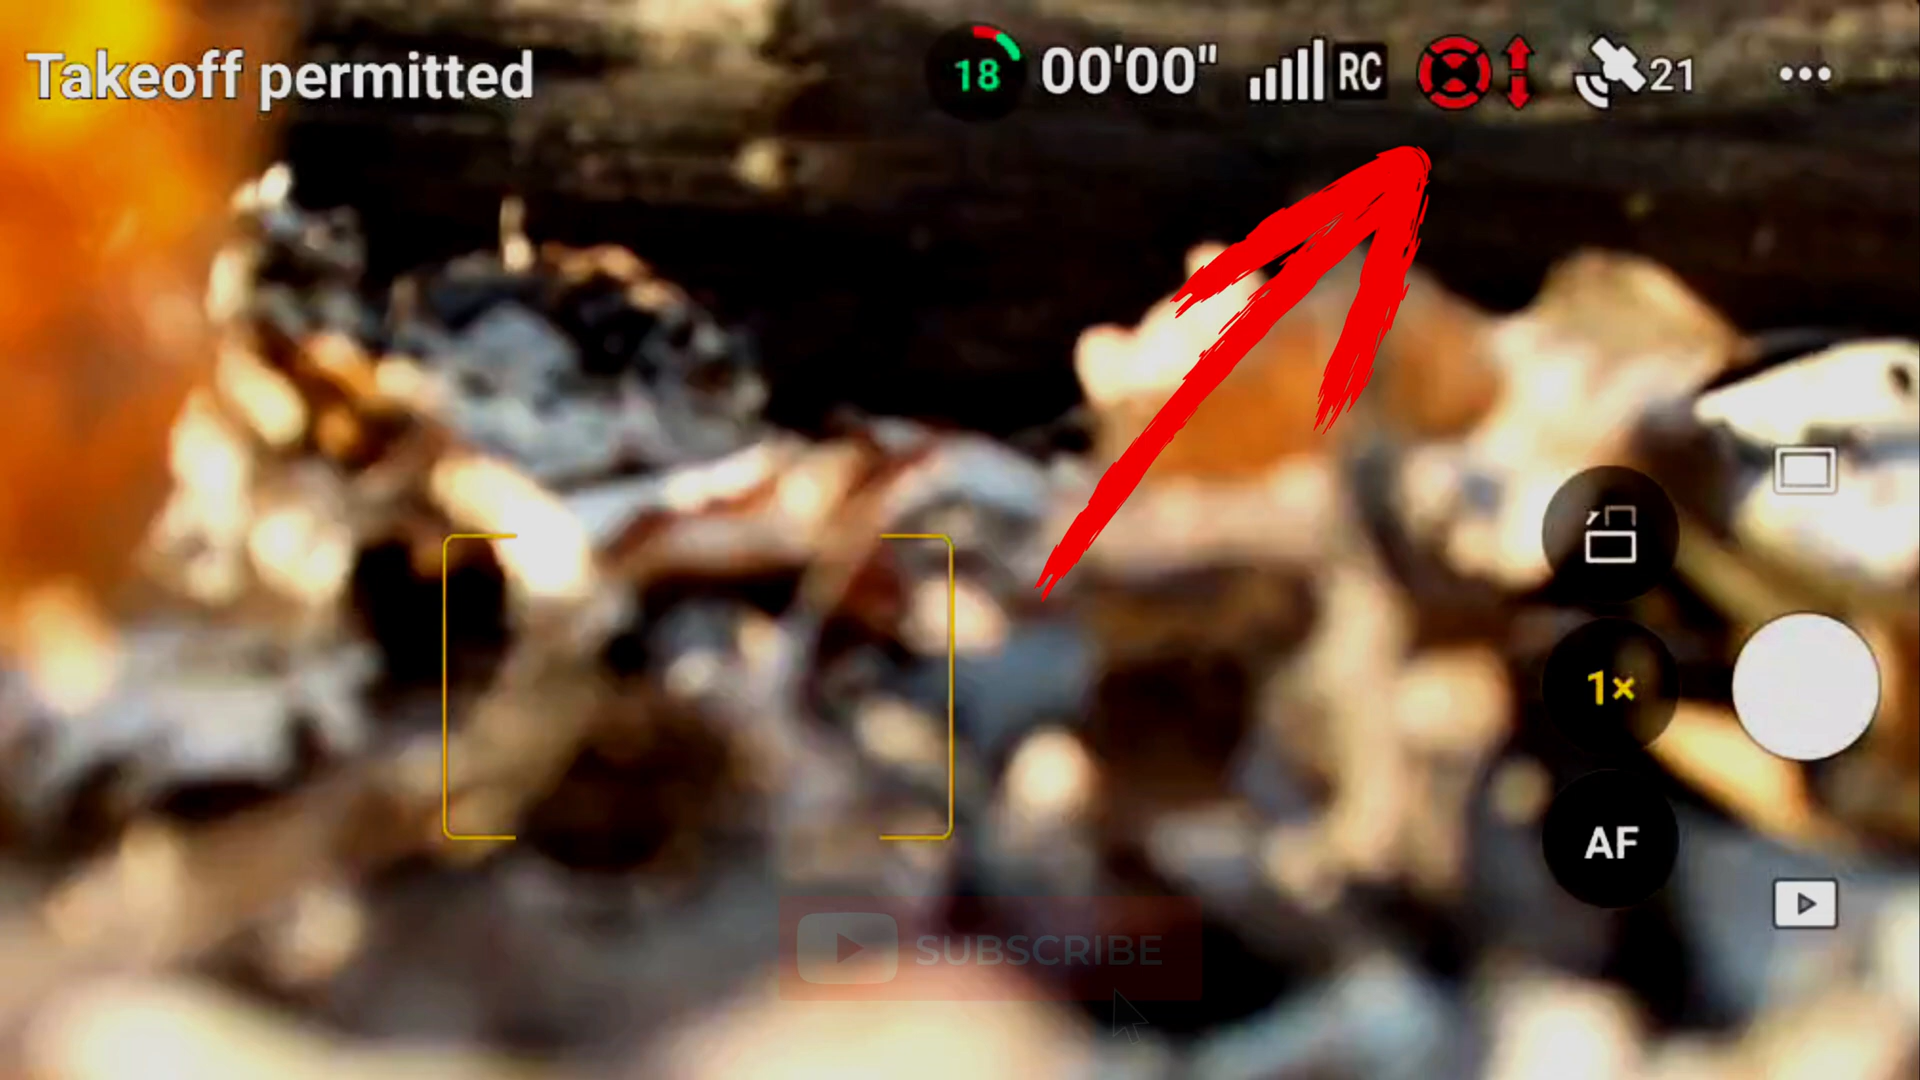 Takeoff permitted
18 00'00" RC 21
1×
AF
SUBSCRIBE